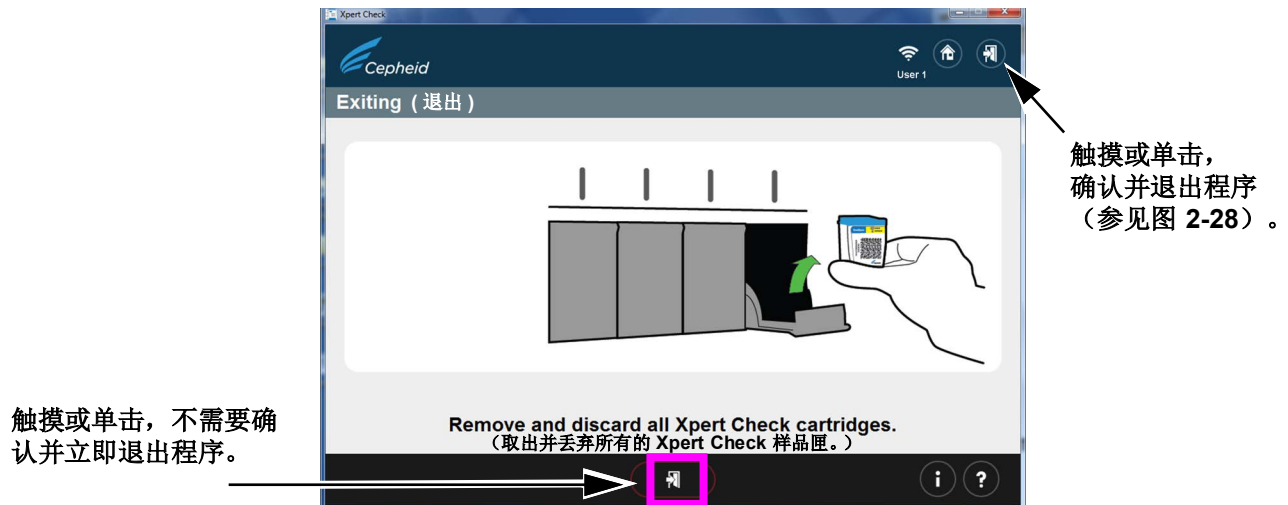 Xpert Check
Cepheid
User 1
Exiting (退出)
触摸或单击，
确认并退出程序
（参见图 2-28）。
Remove and discard all Xpert Check cartridges.
（取出并丢弃所有的 Xpert Check 样品匣。）
触摸或单击，不需要确
认并立即退出程序。
i ?